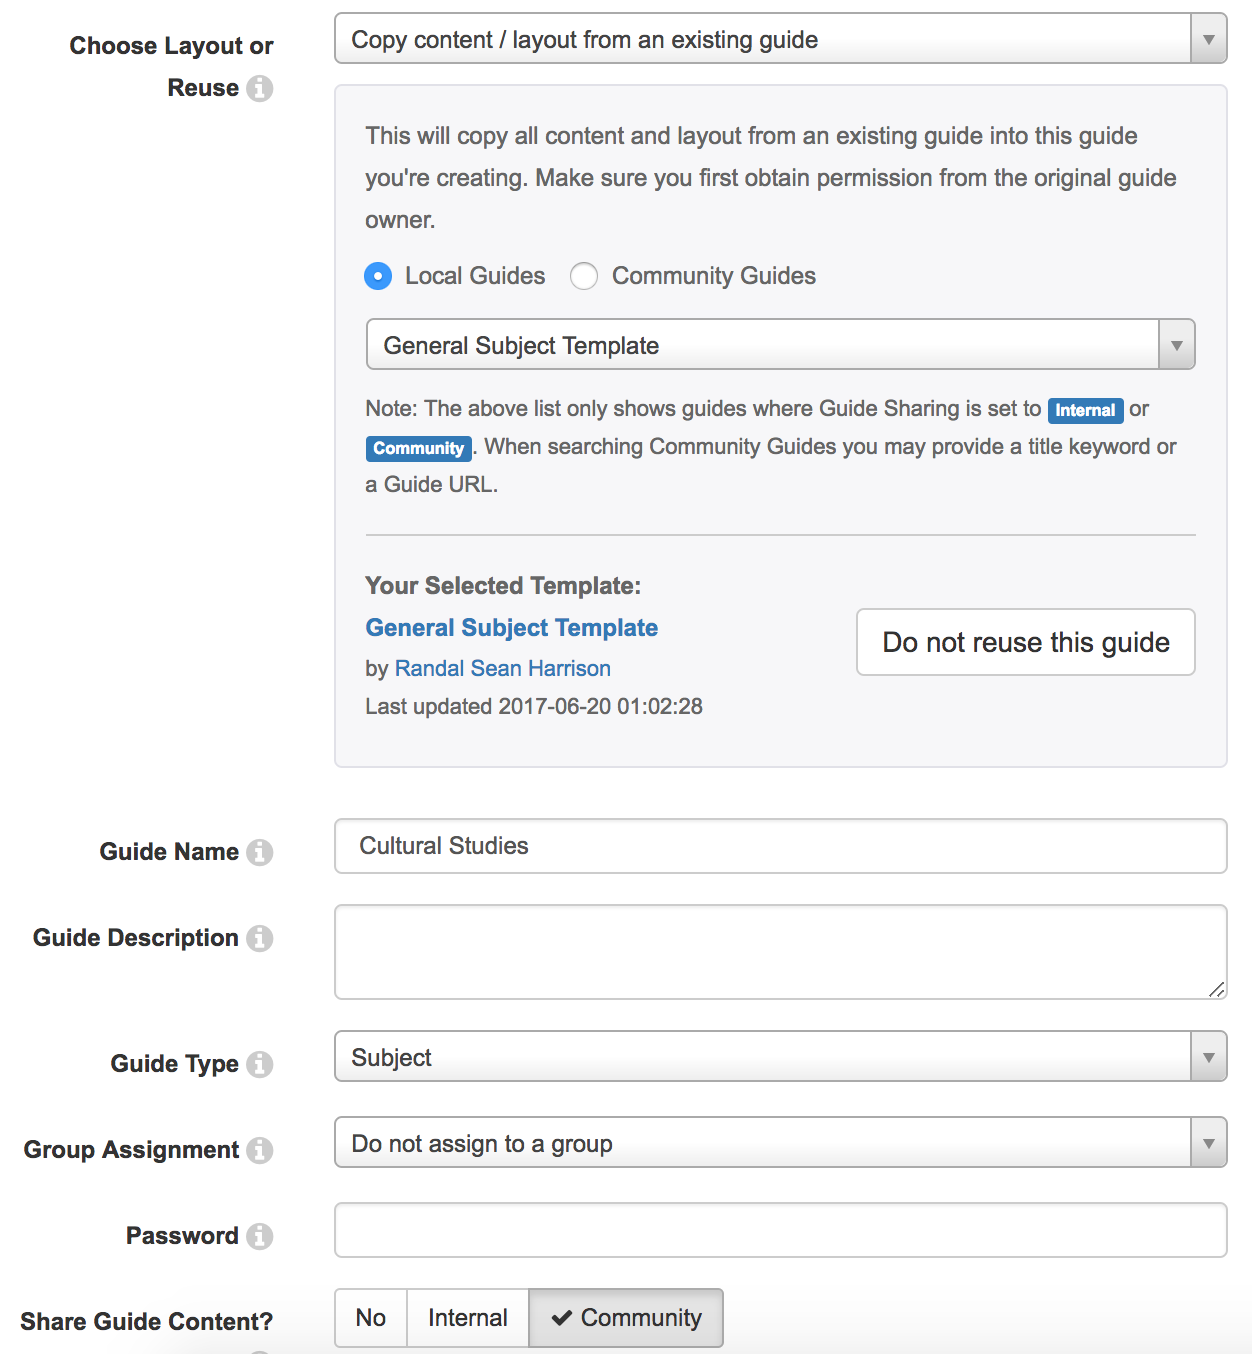 Choose Layout or
Reuse
Copy content / layout from an existing guide
This will copy all content and layout from an existing guide into this guide
you're creating. Make sure you first obtain permission from the original guide
owner.
Local Guides Community Guides
General Subject Template
Note: The above list only shows guides where Guide Sharing is set to Internal or
Community. When searching Community Guides you may provide a title keyword or
a Guide URL.
Your Selected Template:
General Subject Template
by Randal Sean Harrison
Last updated 2017-06-20 01:02:28
Do not reuse this guide
Guide Name
Cultural Studies
Guide Description
Guide Type
Subject
Group Assignment
Do not assign to a group
Password
Share Guide Content?
No Internal Community